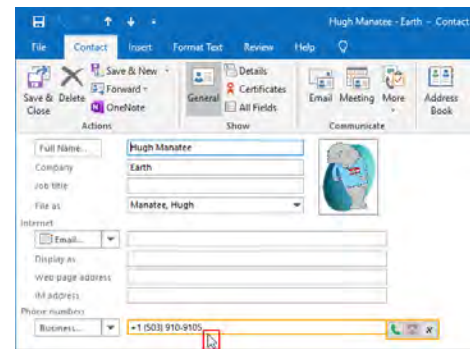 Hugh Manatee - Earth - Contact
File Contact Insert Format Text Review Help
Save & Close
Delete
Save & New
Forward
OneNote
Actions
General
Details
Certificates
All Fields
Show
Email
Meeting
More
Communicate
Address Book
Full Name... Hugh Manatee
Company Earth
Job title
File as Manatee, Hugh
Internet
Email...
Display as
Web page address
IM address
Phone numbers
Business... +1 (503) 910-9105